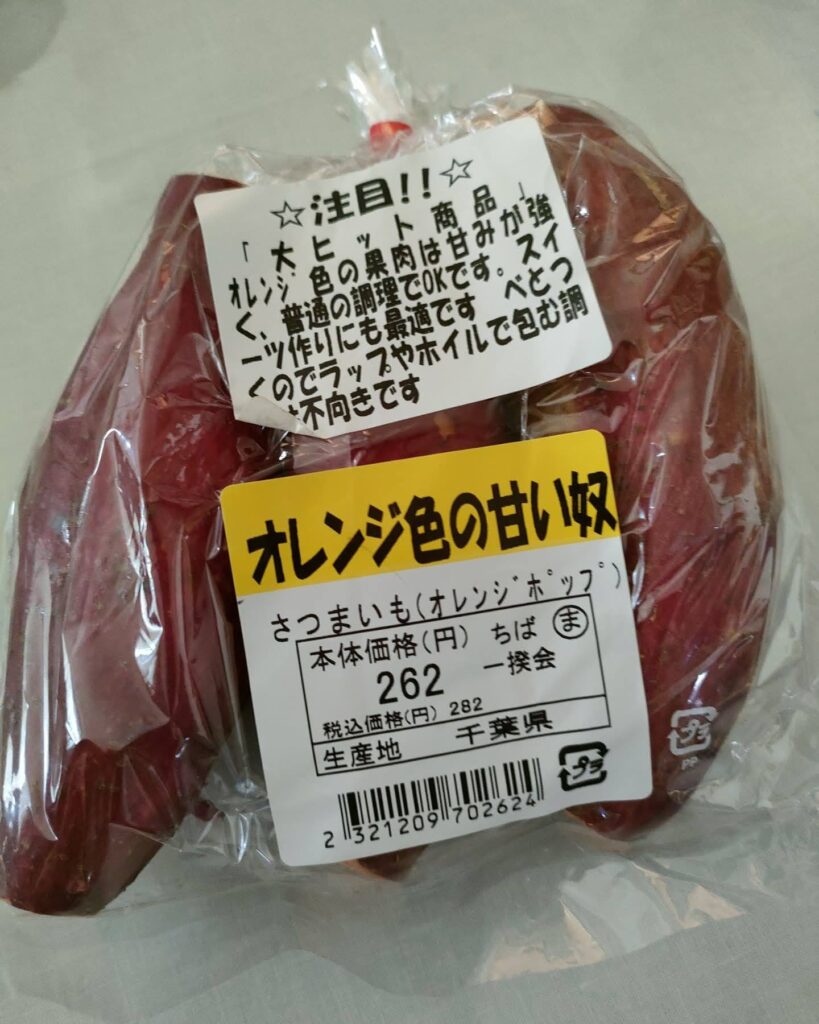 ☆注目!!☆
「大ヒット商品」
オレンジ色の果肉は甘みが強
く、普通の調理でOKです。スイ
ーツ作りにも最適です べとつ
くのでラップやホイルで包む調
不向きです
オレンジ色の甘い奴
さつまいも(オレンジポップ)
本体価格(円) ちば ㋮
262 一揆会
税込価格(円) 282
生産地 千葉県
プラ
2 321209 702624
プラ
PP